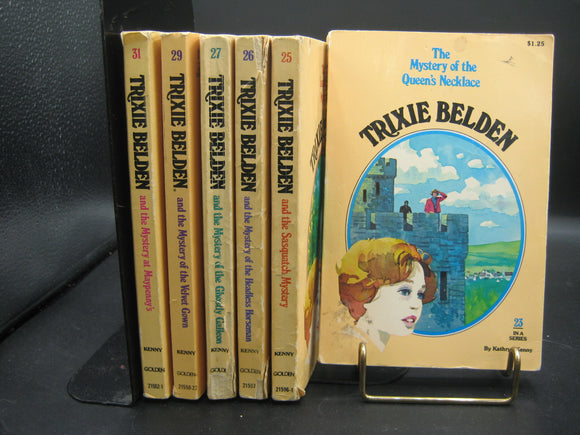 31
TRIXIE BELDEN
and the Mystery at Maypenny's
KENNY
GOLDEN
29
TRIXIE BELDEN
and the Mystery of the Velvet Gown
KENNY
GOLDEN
27
TRIXIE BELDEN
and the Mystery of the Ghostly Galleon
KENNY
GOLDEN
26
TRIXIE BELDEN
and the Mystery of the Headless Horseman
KENNY
GOLDEN
21557
25
TRIXIE BELDEN
and the Sasquatch Mystery
KENNY
GOLDEN
21596-1
$1.25
The
Mystery of the
Queen's Necklace
TRIXIE BELDEN
23
IN A
SERIES
By Kathryn Kenny